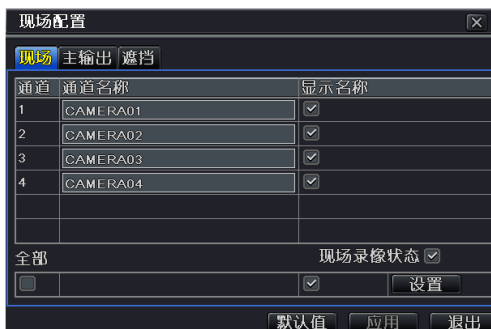 现场配置
现场 主输出 遮挡
通道 通道名称 显示名称
1 CAMERA01
2 CAMERA02
3 CAMERA03
4 CAMERA04
全部 现场录像状态
设置
默认值 应用 退出